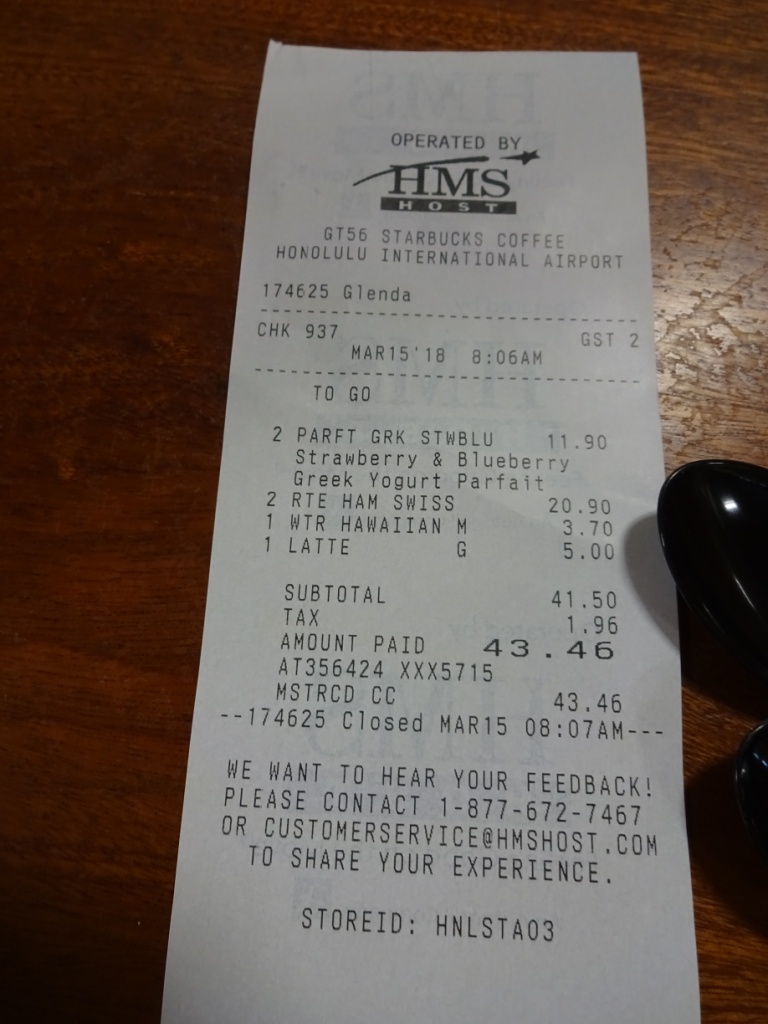 OPERATED BY
HMS
HOST
GT56 STARBUCKS COFFEE
HONOLULU INTERNATIONAL AIRPORT
174625 Glenda
CHK 937 GST 2
MAR15'18 8:06AM
TO GO
2 PARFT GRK STWBLU 11.90
Strawberry & Blueberry
Greek Yogurt Parfait
2 RTE HAM SWISS 20.90
1 WTR HAWAIIAN M 3.70
1 LATTE G 5.00
SUBTOTAL 41.50
TAX 1.96
AMOUNT PAID 43.46
AT356424 XXX5715
MSTRCD CC 43.46
--174625 Closed MAR15 08:07AM---
WE WANT TO HEAR YOUR FEEDBACK!
PLEASE CONTACT 1-877-672-7467
OR CUSTOMERSERVICE@HMSHOST.COM
TO SHARE YOUR EXPERIENCE.
STOREID: HNLSTA03